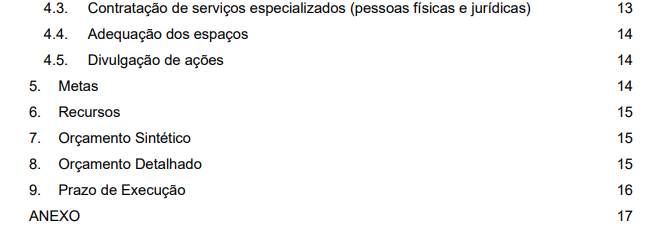 4.3. Contratação de serviços especializados (pessoas físicas e jurídicas) 13
4.4. Adequação dos espaços 14
4.5. Divulgação de ações 14
5. Metas 14
6. Recursos 15
7. Orçamento Sintético 15
8. Orçamento Detalhado 15
9. Prazo de Execução 16
ANEXO 17